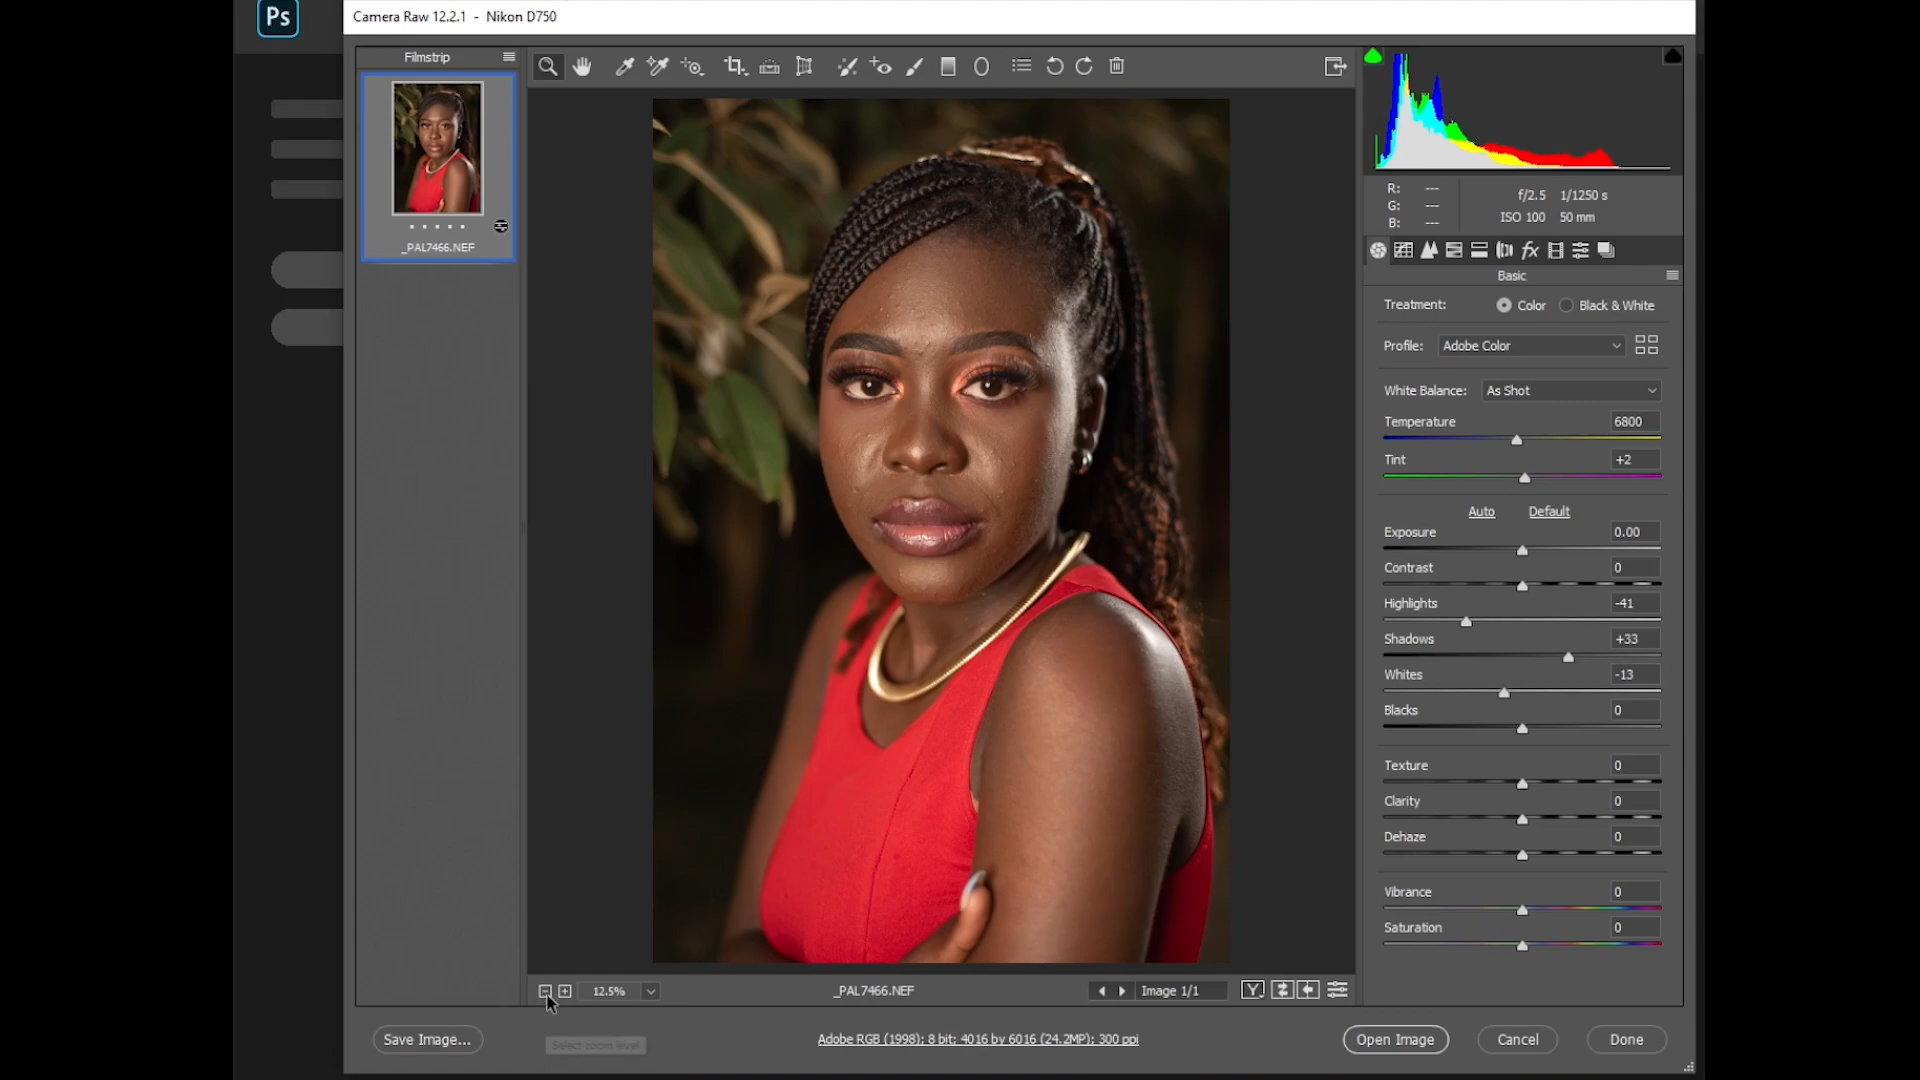 Ps
Camera Raw 12.2.1 - Nikon D750
Filmstrip
_PAL7466.NEF
R: ---
G: ---
B: ---
f/2.5 1/1250 s
ISO 100 50 mm
fx
Basic
Treatment: Color Black & White
Profile: Adobe Color
White Balance: As Shot
Temperature 6800
Tint +2
Auto Default
Exposure 0.00
Contrast 0
Highlights -41
Shadows +33
Whites -13
Blacks 0
Texture 0
Clarity 0
Dehaze 0
Vibrance 0
Saturation 0
12.5%
_PAL7466.NEF
Image 1/1
Y
Save Image...
Select zoom level
Adobe RGB (1998); 8 bit; 4016 by 6016 (24.2MP); 300 ppi
Open Image
Cancel
Done